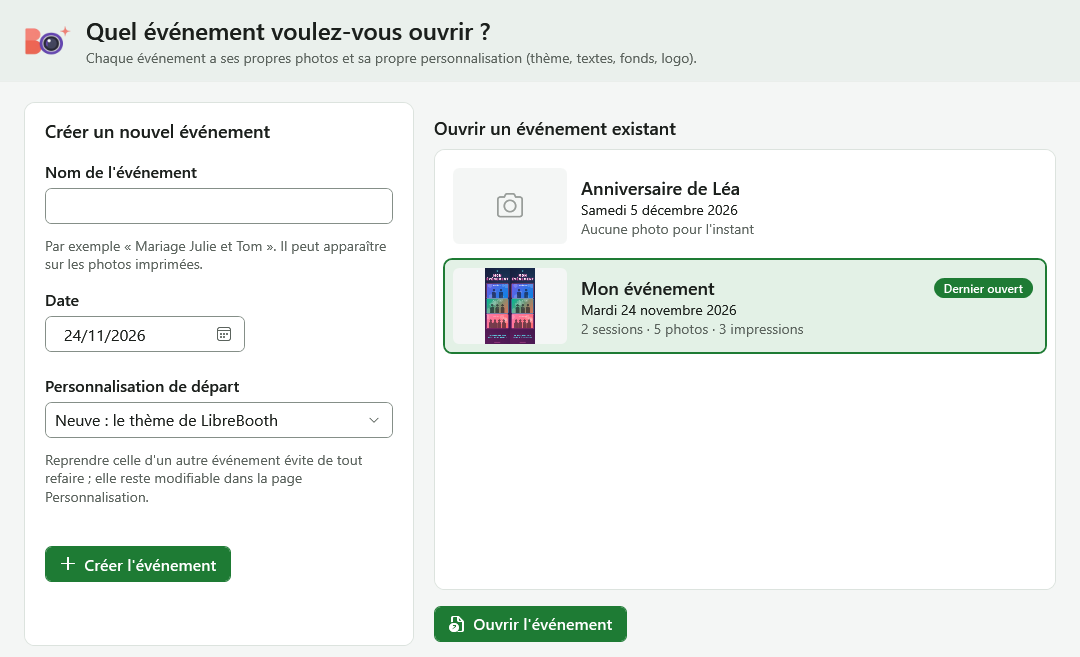 Quel événement voulez-vous ouvrir ?
Chaque événement a ses propres photos et sa propre personnalisation (thème, textes, fonds, logo).
Créer un nouvel événement
Nom de l'événement
Par exemple « Mariage Julie et Tom ». Il peut apparaître
sur les photos imprimées.
Date
24/11/2026
Personnalisation de départ
Neuve : le thème de LibreBooth
Reprendre celle d'un autre événement évite de tout
refaire ; elle reste modifiable dans la page
Personnalisation.
Créer l'événement
Ouvrir un événement existant
Anniversaire de Léa
Samedi 5 décembre 2026
Aucune photo pour l'instant
MON MON
ÉVÉNEMENT ÉVÉNEMENT
Mon événement
Dernier ouvert
Mardi 24 novembre 2026
2 sessions · 5 photos · 3 impressions
Ouvrir l'événement